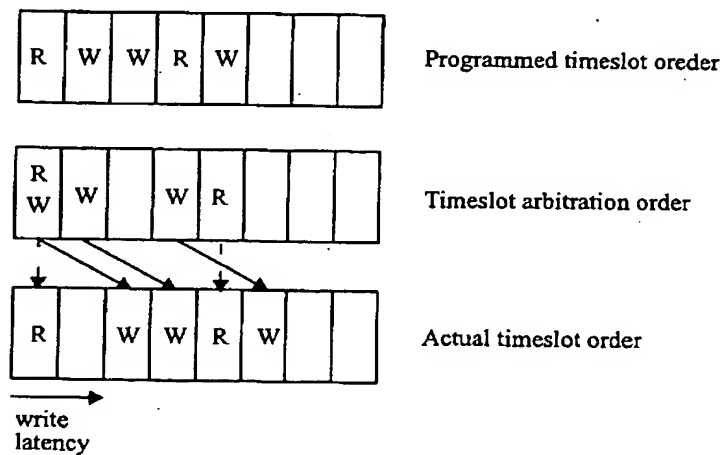 R W W R W Programmed timeslot oreder
R
W W W R Timeslot arbitration order
R W W R W Actual timeslot order
write
latency